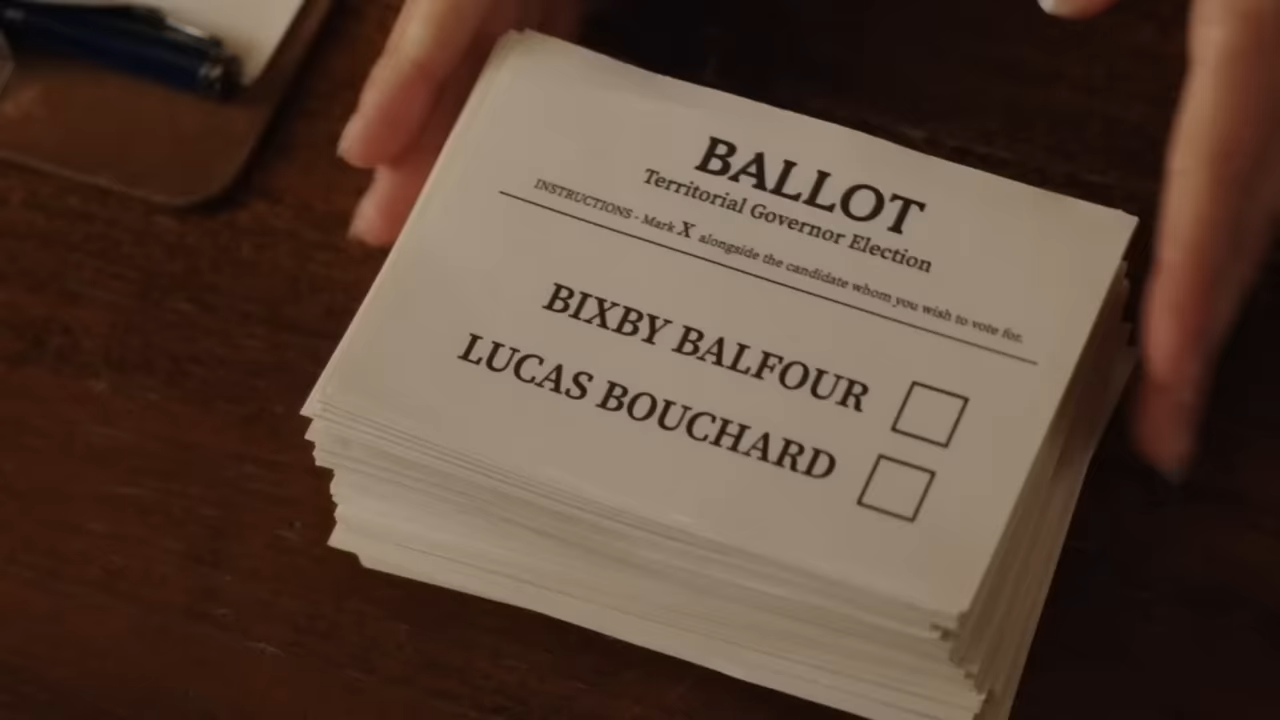 BALLOT
Territorial Governor Election
INSTRUCTIONS - Mark X alongside the candidate whom you wish to vote for.
BIXBY BALFOUR
LUCAS BOUCHARD